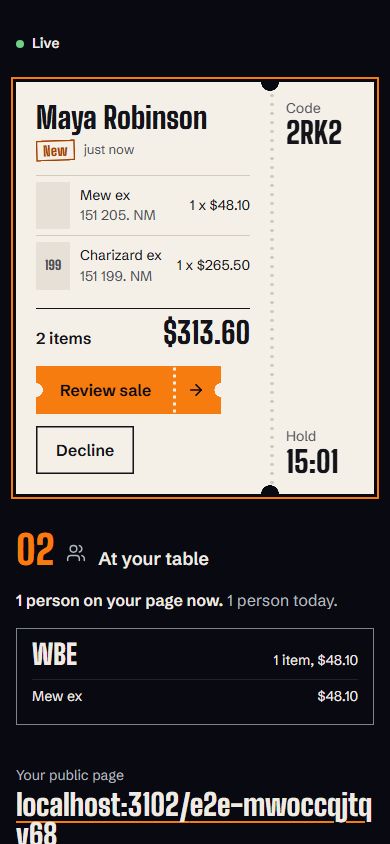 Live
Maya Robinson
New just now
Code
2RK2
Mew ex
151 205. NM
1 x $48.10
199
Charizard ex
151 199. NM
1 x $265.50
2 items $313.60
Review sale →
Decline
Hold
15:01
02 At your table
1 person on your page now. 1 person today.
WBE 1 item, $48.10
Mew ex $48.10
Your public page
localhost:3102/e2e-mwoccqjtq
v68